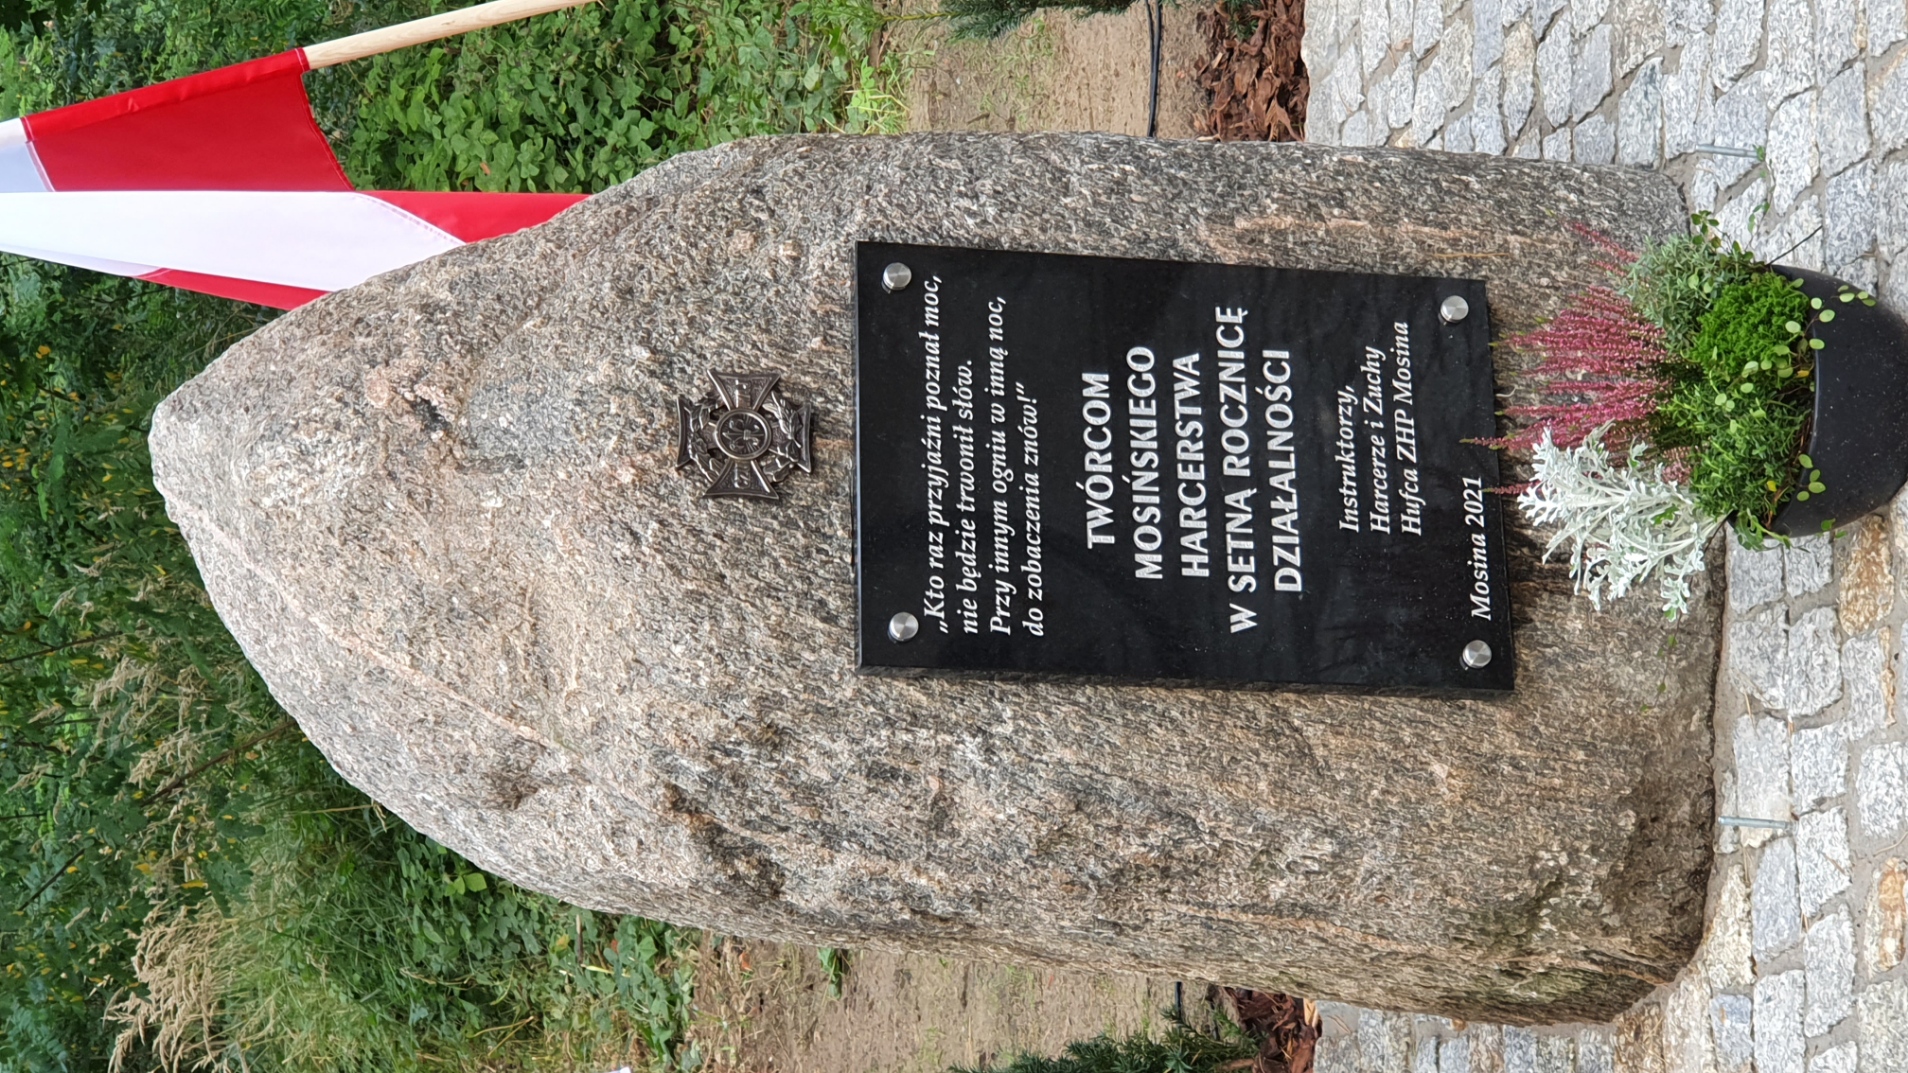 „Kto raz przyjaźni poznał moc,
nie będzie trwonił słów.
Przy innym ogniu w inną noc,
do zobaczenia znów!"
TWÓRCOM
MOSIŃSKIEGO
HARCERSTWA
W SETNĄ ROCZNICĘ
DZIAŁALNOŚCI
Instruktorzy,
Harcerze i Zuchy
Hufca ZHP Mosina
Mosina 2021